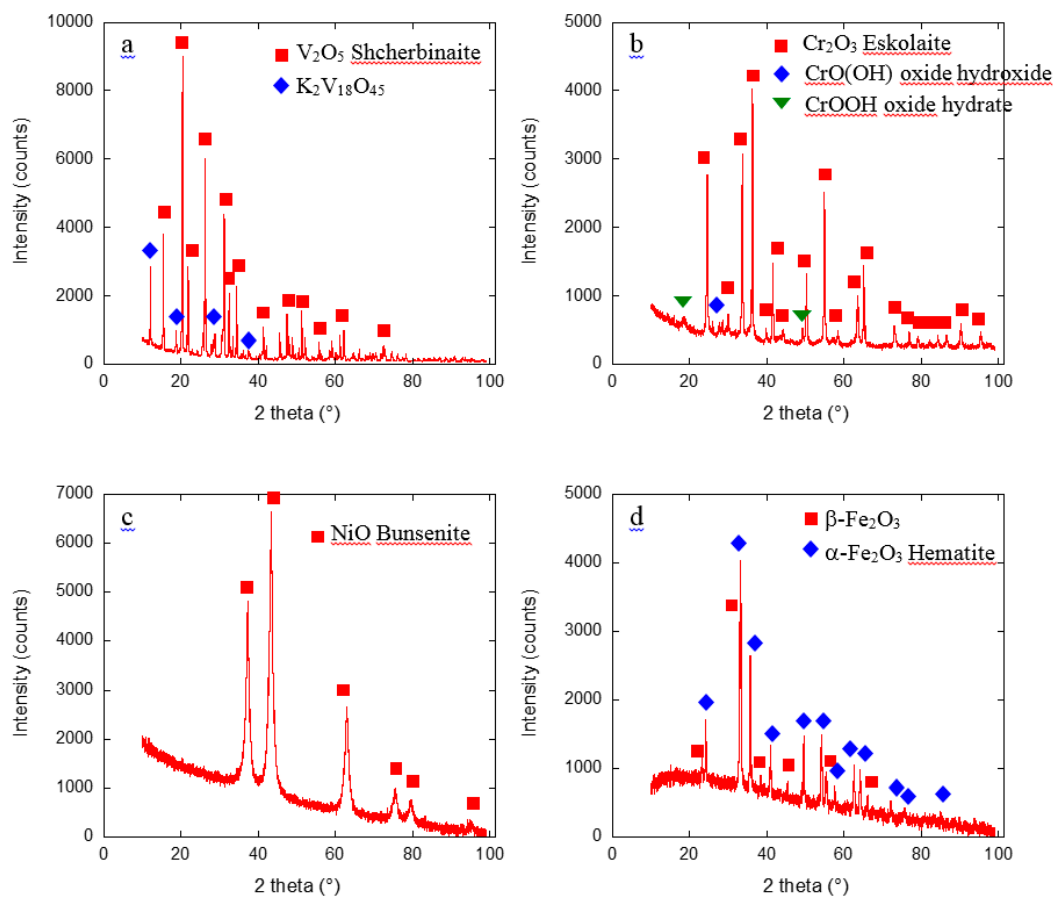 a
V₂O₅ Shcherbinaite
K₂V₁₈O₄₅
10000
8000
6000
4000
2000
0
Intensity (counts)
0 20 40 60 80 100
2 theta (°)
b
Cr₂O₃ Eskolaite
CrO(OH) oxide hydroxide
CrOOH oxide hydrate
5000
4000
3000
2000
1000
0
Intensity (counts)
0 20 40 60 80 100
2 theta (°)
c
NiO Bunsenite
7000
6000
5000
4000
3000
2000
1000
0
Intensity (counts)
0 20 40 60 80 100
2 theta (°)
d
β-Fe₂O₃
α-Fe₂O₃ Hematite
5000
4000
3000
2000
1000
0
Intensity (counts)
0 20 40 60 80 100
2 theta (°)